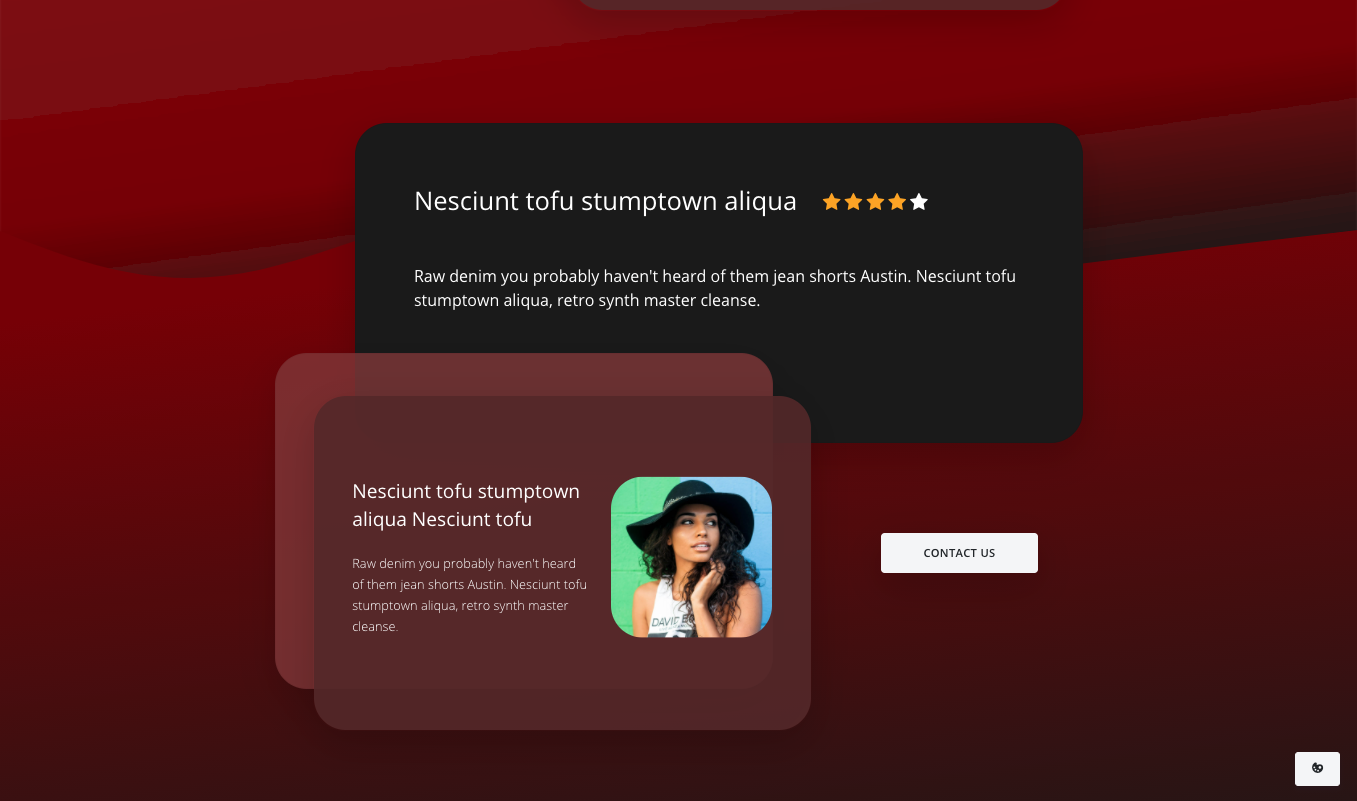 Nesciunt tofu stumptown aliqua
Raw denim you probably haven't heard of them jean shorts Austin. Nesciunt tofu
stumptown aliqua, retro synth master cleanse.
Nesciunt tofu stumptown
aliqua Nesciunt tofu
Raw denim you probably haven't heard
of them jean shorts Austin. Nesciunt tofu
stumptown aliqua, retro synth master
cleanse.
DAVID
CONTACT US